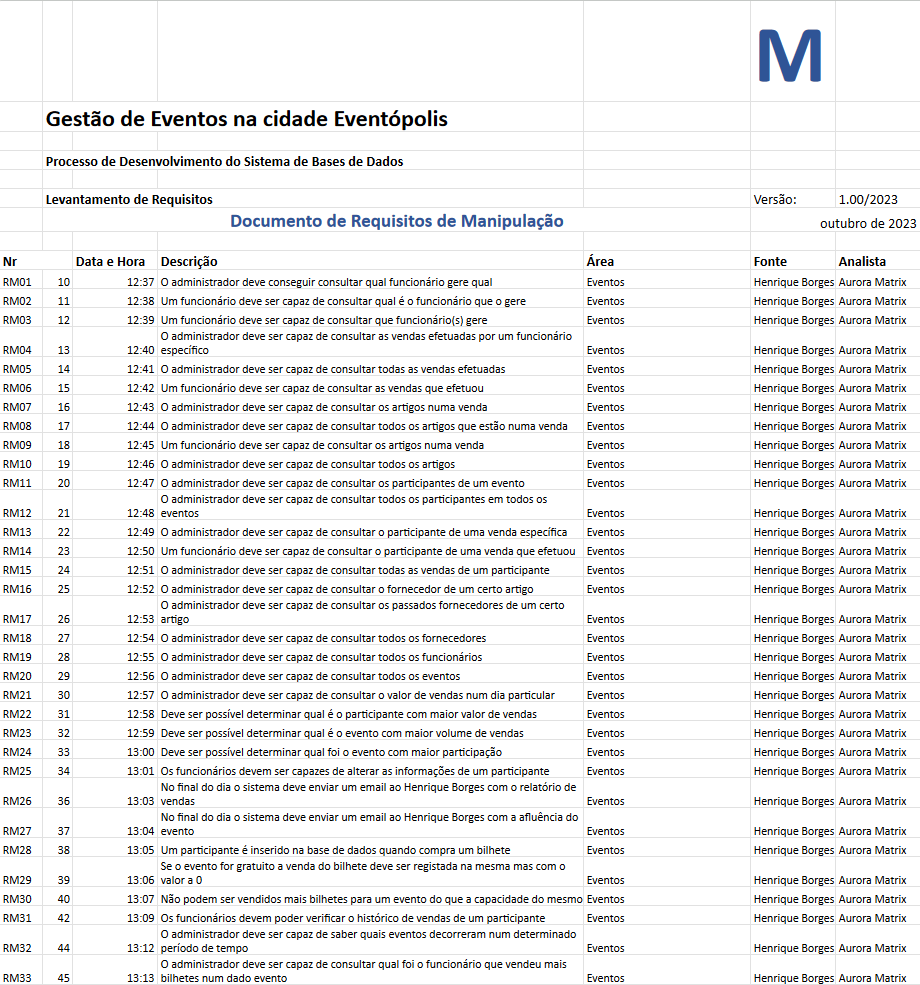 M
Gestão de Eventos na cidade Eventópolis
Processo de Desenvolvimento do Sistema de Bases de Dados
Levantamento de Requisitos Versão: 1.00/2023
Documento de Requisitos de Manipulação outubro de 2023
Nr Data e Hora Descrição Área Fonte Analista
RM01 10 12:37 O administrador deve conseguir consultar qual funcionário gere qual Eventos Henrique Borges Aurora Matrix
RM02 11 12:38 Um funcionário deve ser capaz de consultar qual é o funcionário que o gere Eventos Henrique Borges Aurora Matrix
RM03 12 12:39 Um funcionário deve ser capaz de consultar que funcionário(s) gere Eventos Henrique Borges Aurora Matrix
O administrador deve ser capaz de consultar as vendas efetuadas por um funcionário
RM04 13 12:40 específico Eventos Henrique Borges Aurora Matrix
RM05 14 12:41 O administrador deve ser capaz de consultar todas as vendas efetuadas Eventos Henrique Borges Aurora Matrix
RM06 15 12:42 Um funcionário deve ser capaz de consultar as vendas que efetuou Eventos Henrique Borges Aurora Matrix
RM07 16 12:43 O administrador deve ser capaz de consultar os artigos numa venda Eventos Henrique Borges Aurora Matrix
RM08 17 12:44 O administrador deve ser capaz de consultar todos os artigos que estão numa venda Eventos Henrique Borges Aurora Matrix
RM09 18 12:45 Um funcionário deve ser capaz de consultar os artigos numa venda Eventos Henrique Borges Aurora Matrix
RM10 19 12:46 O administrador deve ser capaz de consultar todos os artigos Eventos Henrique Borges Aurora Matrix
RM11 20 12:47 O administrador deve ser capaz de consultar os participantes de um evento Eventos Henrique Borges Aurora Matrix
O administrador deve ser capaz de consultar todos os participantes em todos os
RM12 21 12:48 eventos Eventos Henrique Borges Aurora Matrix
RM13 22 12:49 O administrador deve ser capaz de consultar o participante de uma venda específica Eventos Henrique Borges Aurora Matrix
RM14 23 12:50 Um funcionário deve ser capaz de consultar o participante de uma venda que efetuou Eventos Henrique Borges Aurora Matrix
RM15 24 12:51 O administrador deve ser capaz de consultar todas as vendas de um participante Eventos Henrique Borges Aurora Matrix
RM16 25 12:52 O administrador deve ser capaz de consultar o fornecedor de um certo artigo Eventos Henrique Borges Aurora Matrix
O administrador deve ser capaz de consultar os passados fornecedores de um certo
RM17 26 12:53 artigo Eventos Henrique Borges Aurora Matrix
RM18 27 12:54 O administrador deve ser capaz de consultar todos os fornecedores Eventos Henrique Borges Aurora Matrix
RM19 28 12:55 O administrador deve ser capaz de consultar todos os funcionários Eventos Henrique Borges Aurora Matrix
RM20 29 12:56 O administrador deve ser capaz de consultar todos os eventos Eventos Henrique Borges Aurora Matrix
RM21 30 12:57 O administrador deve ser capaz de consultar o valor de vendas num dia particular Eventos Henrique Borges Aurora Matrix
RM22 31 12:58 Deve ser possível determinar qual é o participante com maior valor de vendas Eventos Henrique Borges Aurora Matrix
RM23 32 12:59 Deve ser possível determinar qual é o evento com maior volume de vendas Eventos Henrique Borges Aurora Matrix
RM24 33 13:00 Deve ser possível determinar qual foi o evento com maior participação Eventos Henrique Borges Aurora Matrix
RM25 34 13:01 Os funcionários devem ser capazes de alterar as informações de um participante Eventos Henrique Borges Aurora Matrix
No final do dia o sistema deve enviar um email ao Henrique Borges com o relatório de
RM26 36 13:03 vendas Eventos Henrique Borges Aurora Matrix
No final do dia o sistema deve enviar um email ao Henrique Borges com a afluência do
RM27 37 13:04 evento Eventos Henrique Borges Aurora Matrix
RM28 38 13:05 Um participante é inserido na base de dados quando compra um bilhete Eventos Henrique Borges Aurora Matrix
Se o evento for gratuito a venda do bilhete deve ser registada na mesma mas com o
RM29 39 13:06 valor a 0 Eventos Henrique Borges Aurora Matrix
RM30 40 13:07 Não podem ser vendidos mais bilhetes para um evento do que a capacidade do mesmo Eventos Henrique Borges Aurora Matrix
RM31 42 13:09 Os funcionários devem poder verificar o histórico de vendas de um participante Eventos Henrique Borges Aurora Matrix
O administrador deve ser capaz de saber quais eventos decorreram num determinado
RM32 44 13:12 período de tempo Eventos Henrique Borges Aurora Matrix
O administrador deve ser capaz de consultar qual foi o funcionário que vendeu mais
RM33 45 13:13 bilhetes num dado evento Eventos Henrique Borges Aurora Matrix